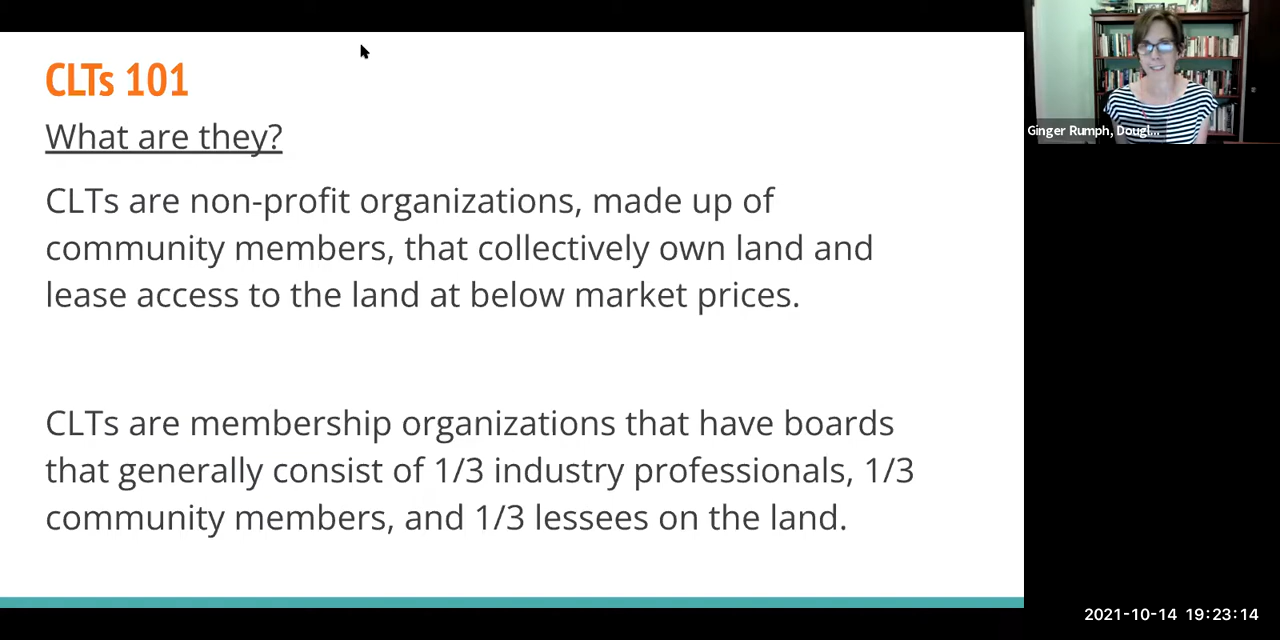 CLTs 101
What are they?
CLTs are non-profit organizations, made up of
community members, that collectively own land and
lease access to the land at below market prices.
CLTs are membership organizations that have boards
that generally consist of 1/3 industry professionals, 1/3
community members, and 1/3 lessees on the land.
Ginger Rumph, Dougl...
2021-10-14 19:23:14